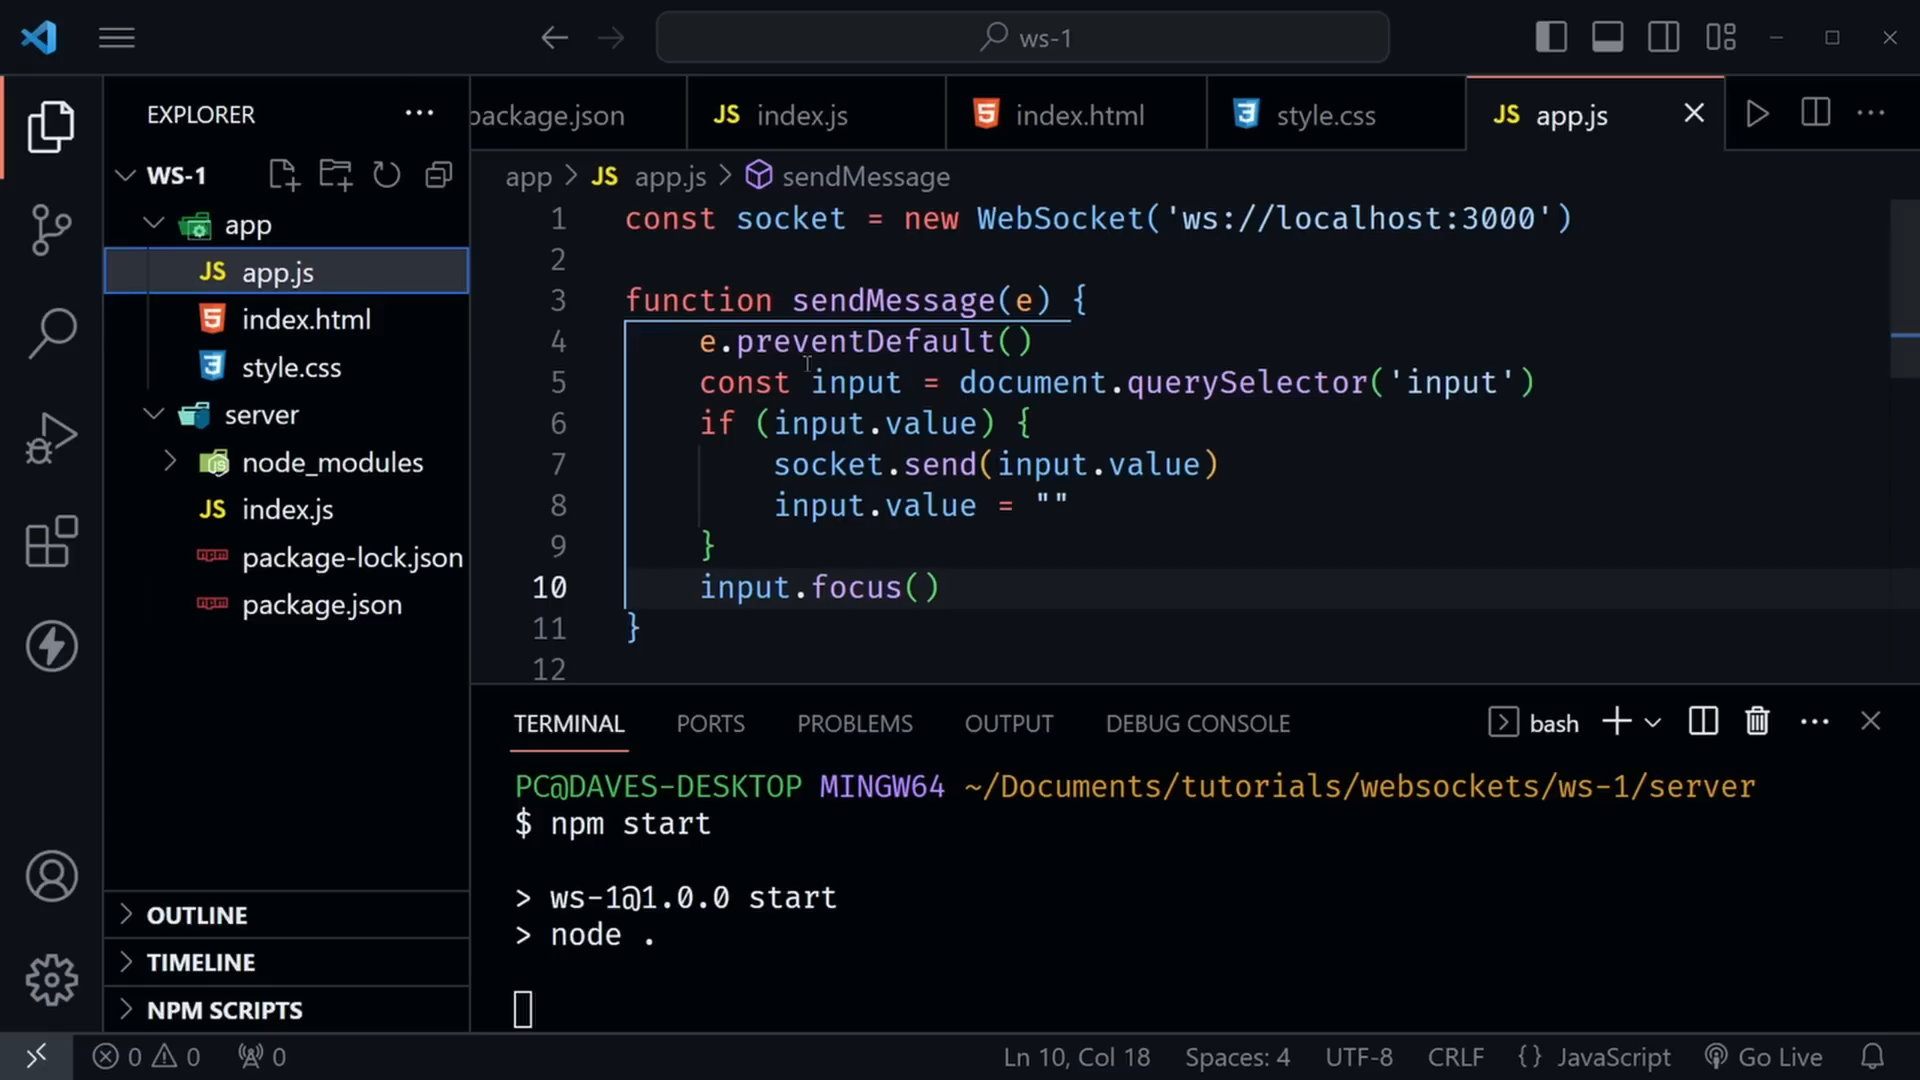 ws-1
EXPLORER
package.json
JS index.js
index.html
style.css
JS app.js
WS-1
app
JS app.js
index.html
style.css
server
node_modules
JS index.js
package-lock.json
package.json
OUTLINE
TIMELINE
NPM SCRIPTS
app > JS app.js > sendMessage
1 const socket = new WebSocket('ws://localhost:3000')
2
3 function sendMessage(e) {
4 e.preventDefault()
5 const input = document.querySelector('input')
6 if (input.value) {
7 socket.send(input.value)
8 input.value = ""
9 }
10 input.focus()
11 }
12
TERMINAL PORTS PROBLEMS OUTPUT DEBUG CONSOLE
bash
PC@DAVES-DESKTOP MINGW64 ~/Documents/tutorials/websockets/ws-1/server
$ npm start
> ws-1@1.0.0 start
> node .
0 0 0
Ln 10, Col 18 Spaces: 4 UTF-8 CRLF {} JavaScript Go Live